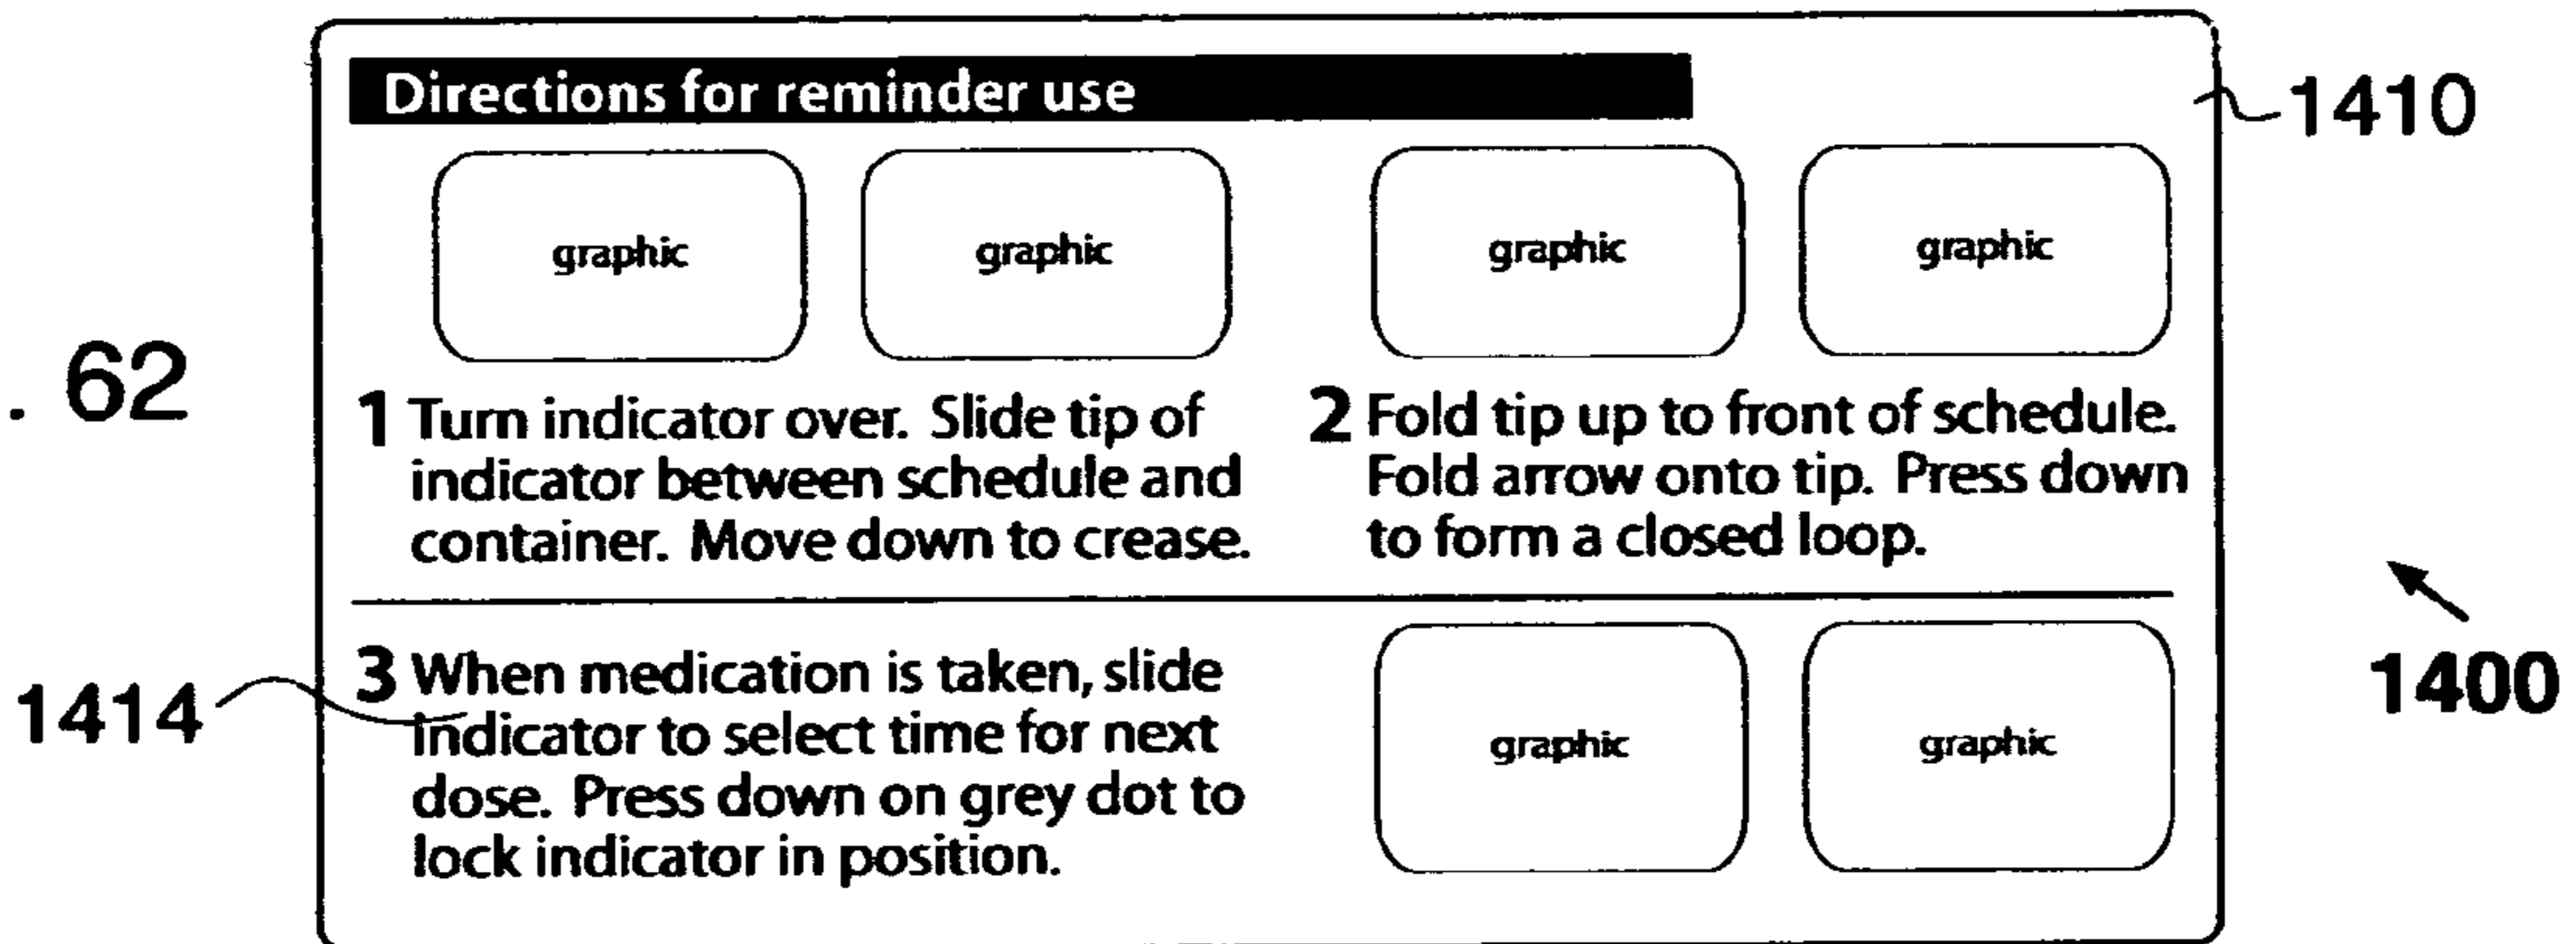 Directions for reminder use
1410
graphic graphic graphic graphic
. 62
1 Turn indicator over. Slide tip of
indicator between schedule and
container. Move down to crease.
2 Fold tip up to front of schedule.
Fold arrow onto tip. Press down
to form a closed loop.
1400
1414
3 When medication is taken, slide
indicator to select time for next
dose. Press down on grey dot to
lock indicator in position.
graphic graphic